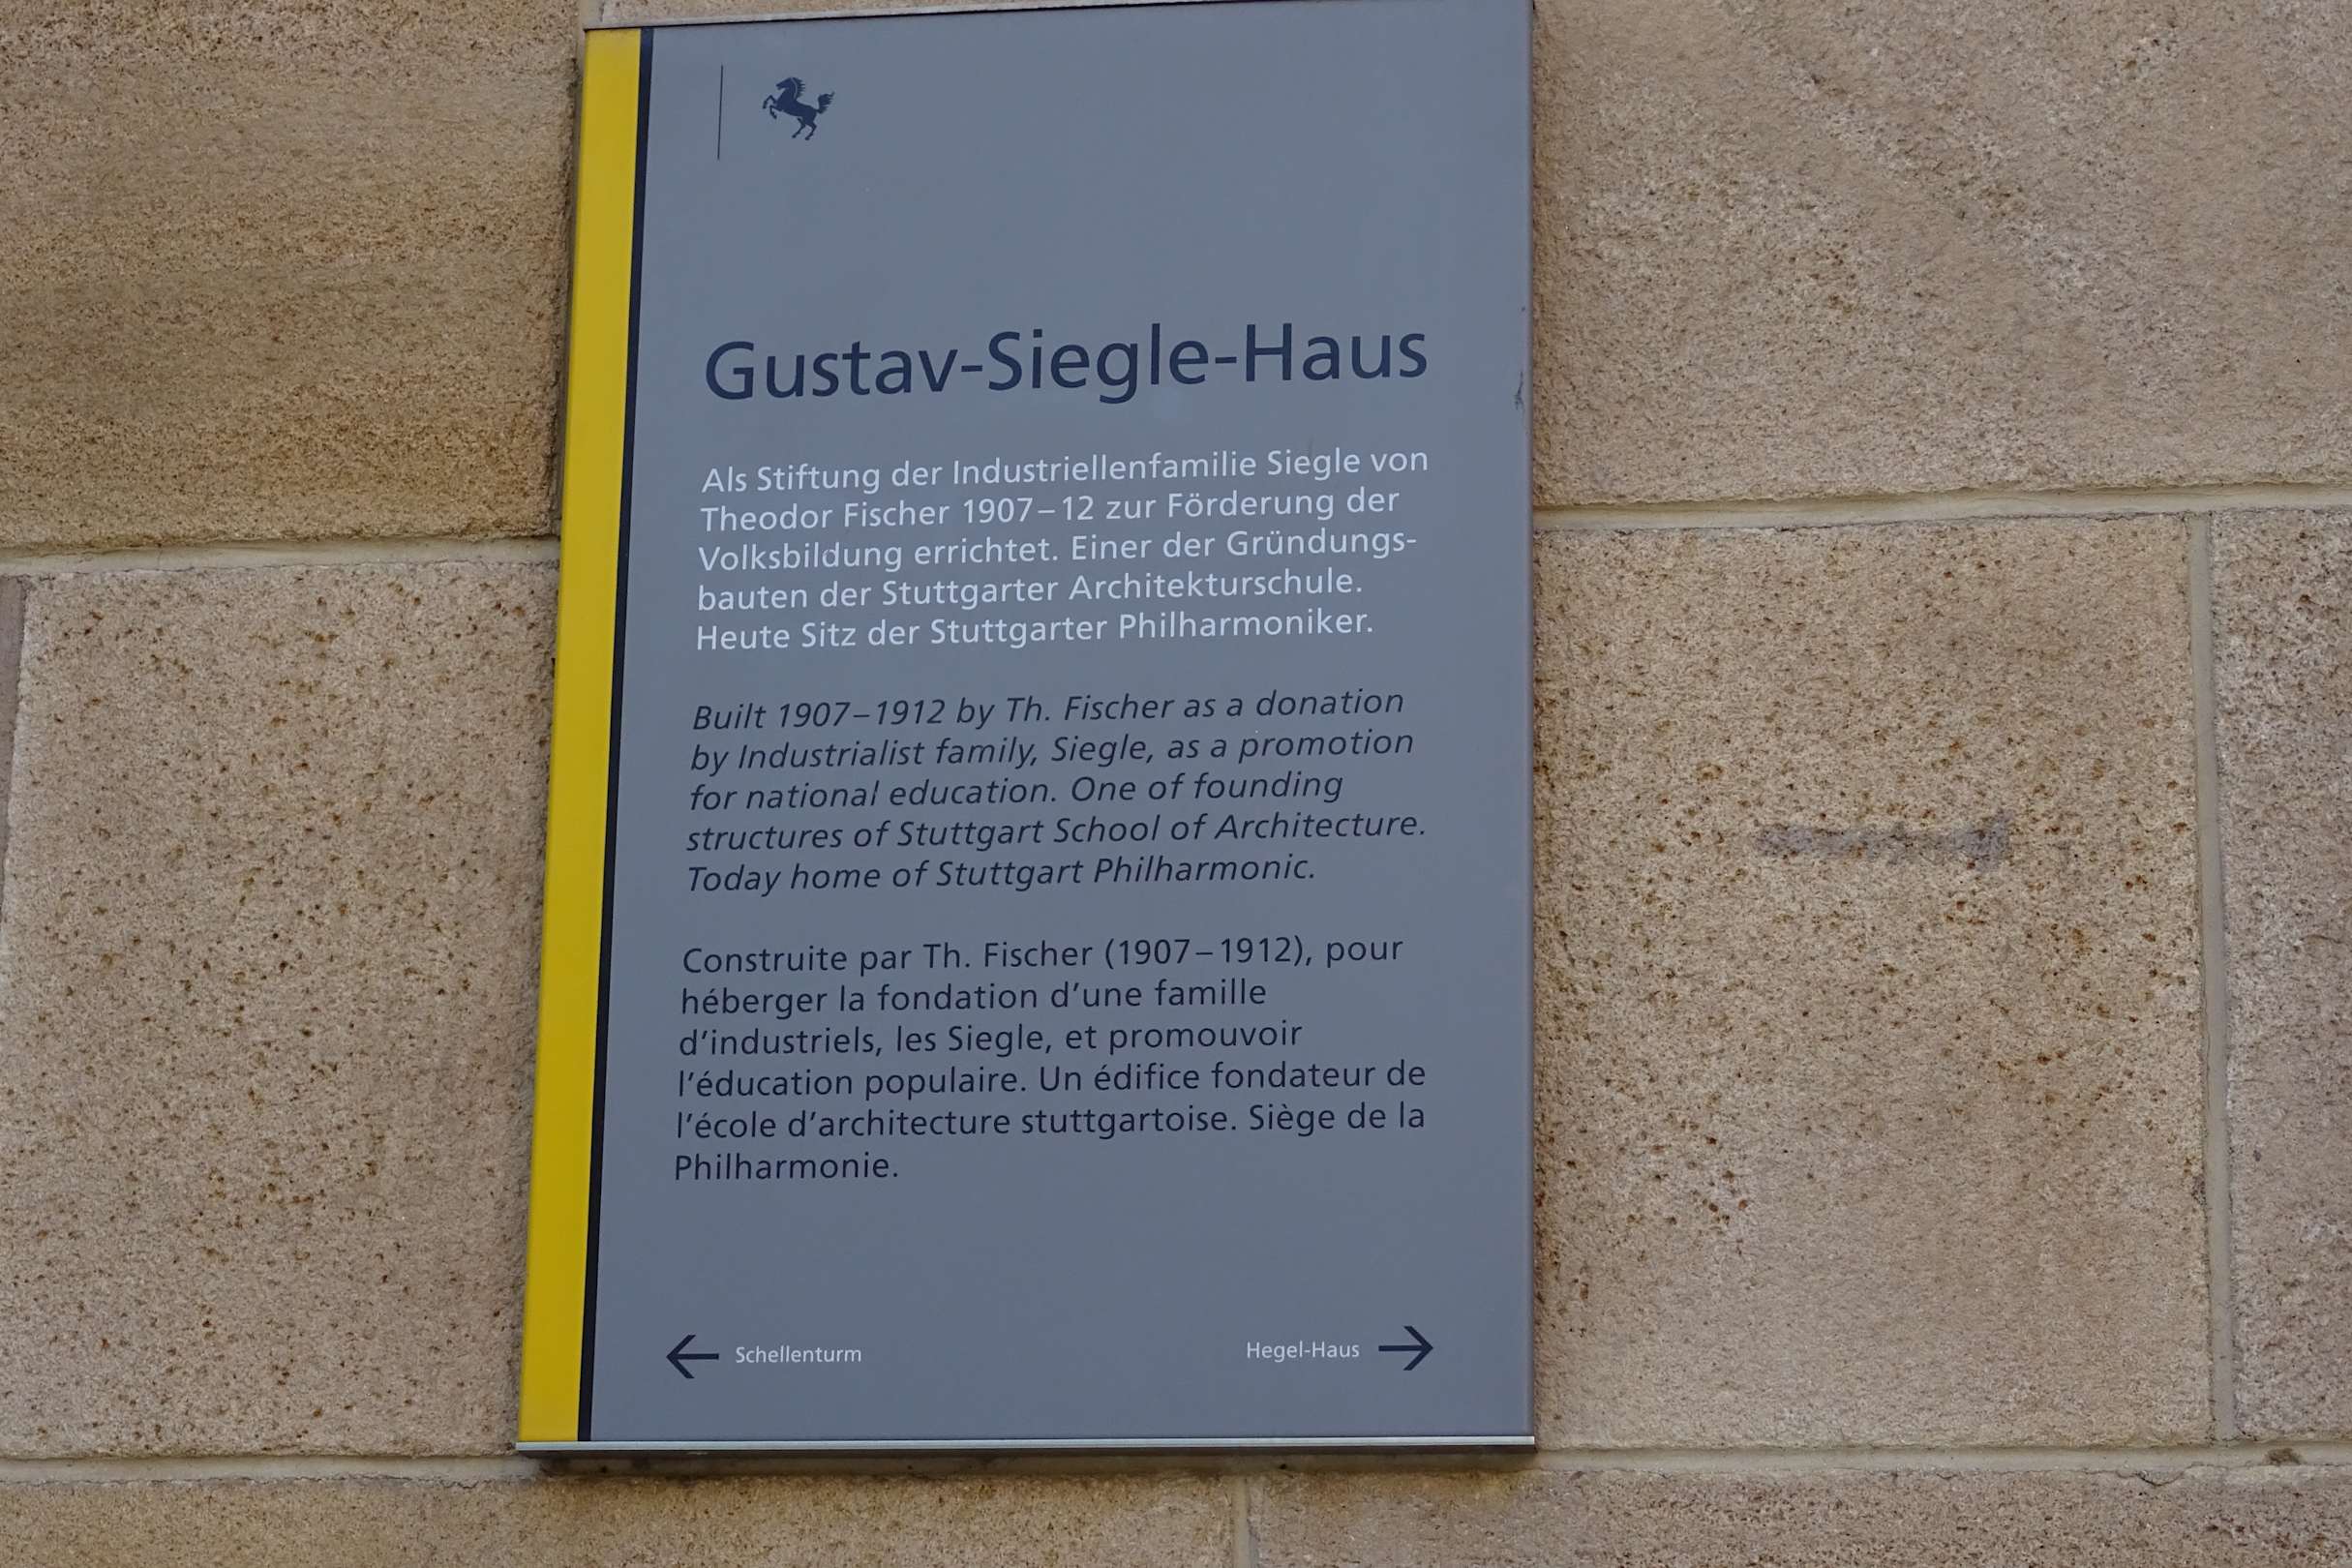 Gustav-Siegle-Haus
Als Stiftung der Industriellenfamilie Siegle von
Theodor Fischer 1907–12 zur Förderung der
Volksbildung errichtet. Einer der Gründungs-
bauten der Stuttgarter Architekturschule.
Heute Sitz der Stuttgarter Philharmoniker.
Built 1907–1912 by Th. Fischer as a donation
by Industrialist family, Siegle, as a promotion
for national education. One of founding
structures of Stuttgart School of Architecture.
Today home of Stuttgart Philharmonic.
Construite par Th. Fischer (1907–1912), pour
héberger la fondation d’une famille
d’industriels, les Siegle, et promouvoir
l’éducation populaire. Un édifice fondateur de
l’école d’architecture stuttgartoise. Siège de la
Philharmonie.
← Schellenturm
Hegel-Haus →